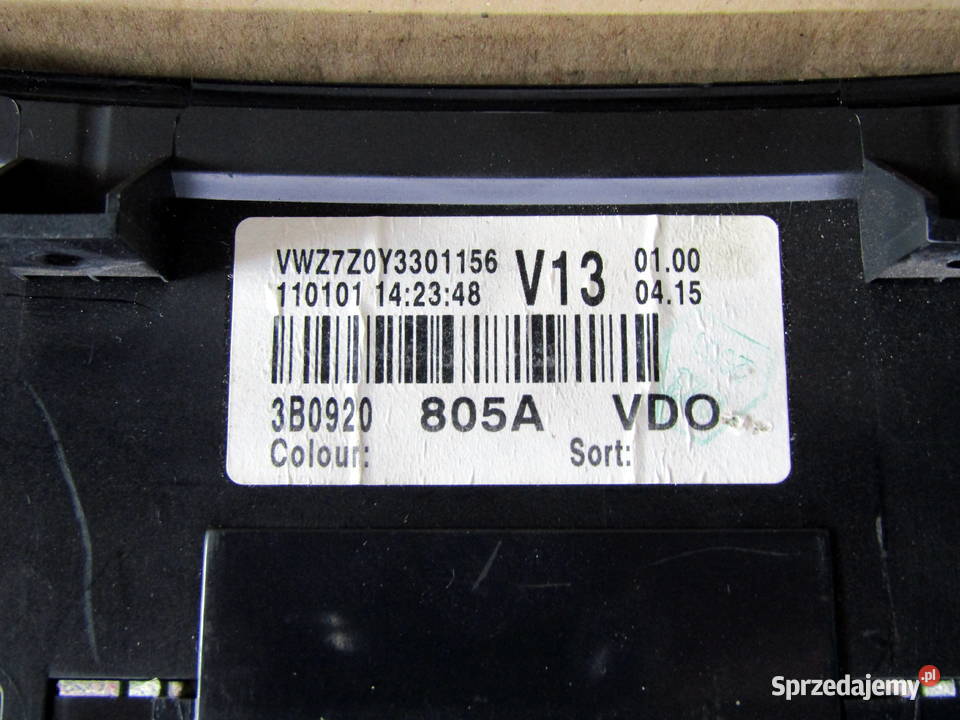 VWZ7Z0Y3301156 V13 01.00
110101 14:23:48 04.15
3B0920 805A VDO
Colour: Sort:
Sprzedajemy.pl